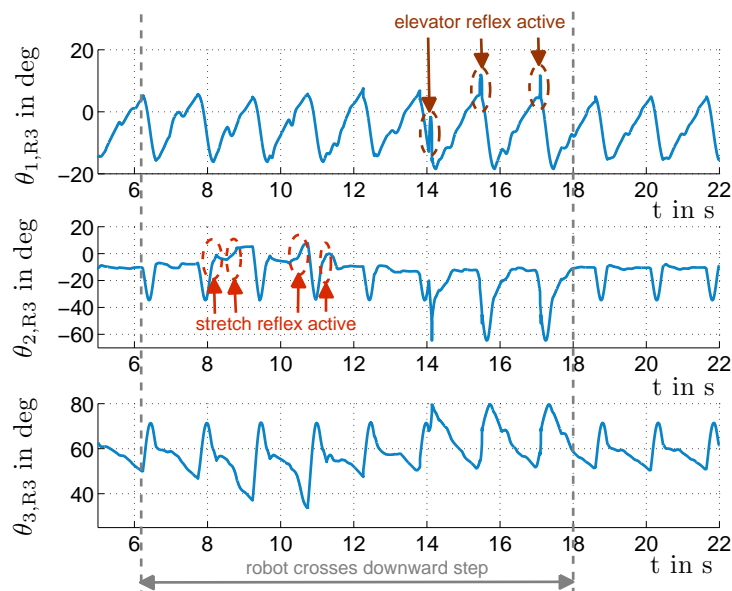 elevator reflex active
20
0
−20
θ1,R3 in deg
6 8 10 12 14 16 18 20 22
t in s
20
0
−20
−40
−60
θ2,R3 in deg
stretch reflex active
6 8 10 12 14 16 18 20 22
t in s
80
60
40
θ3,R3 in deg
6 8 10 12 14 16 18 20 22
t in s
robot crosses downward step